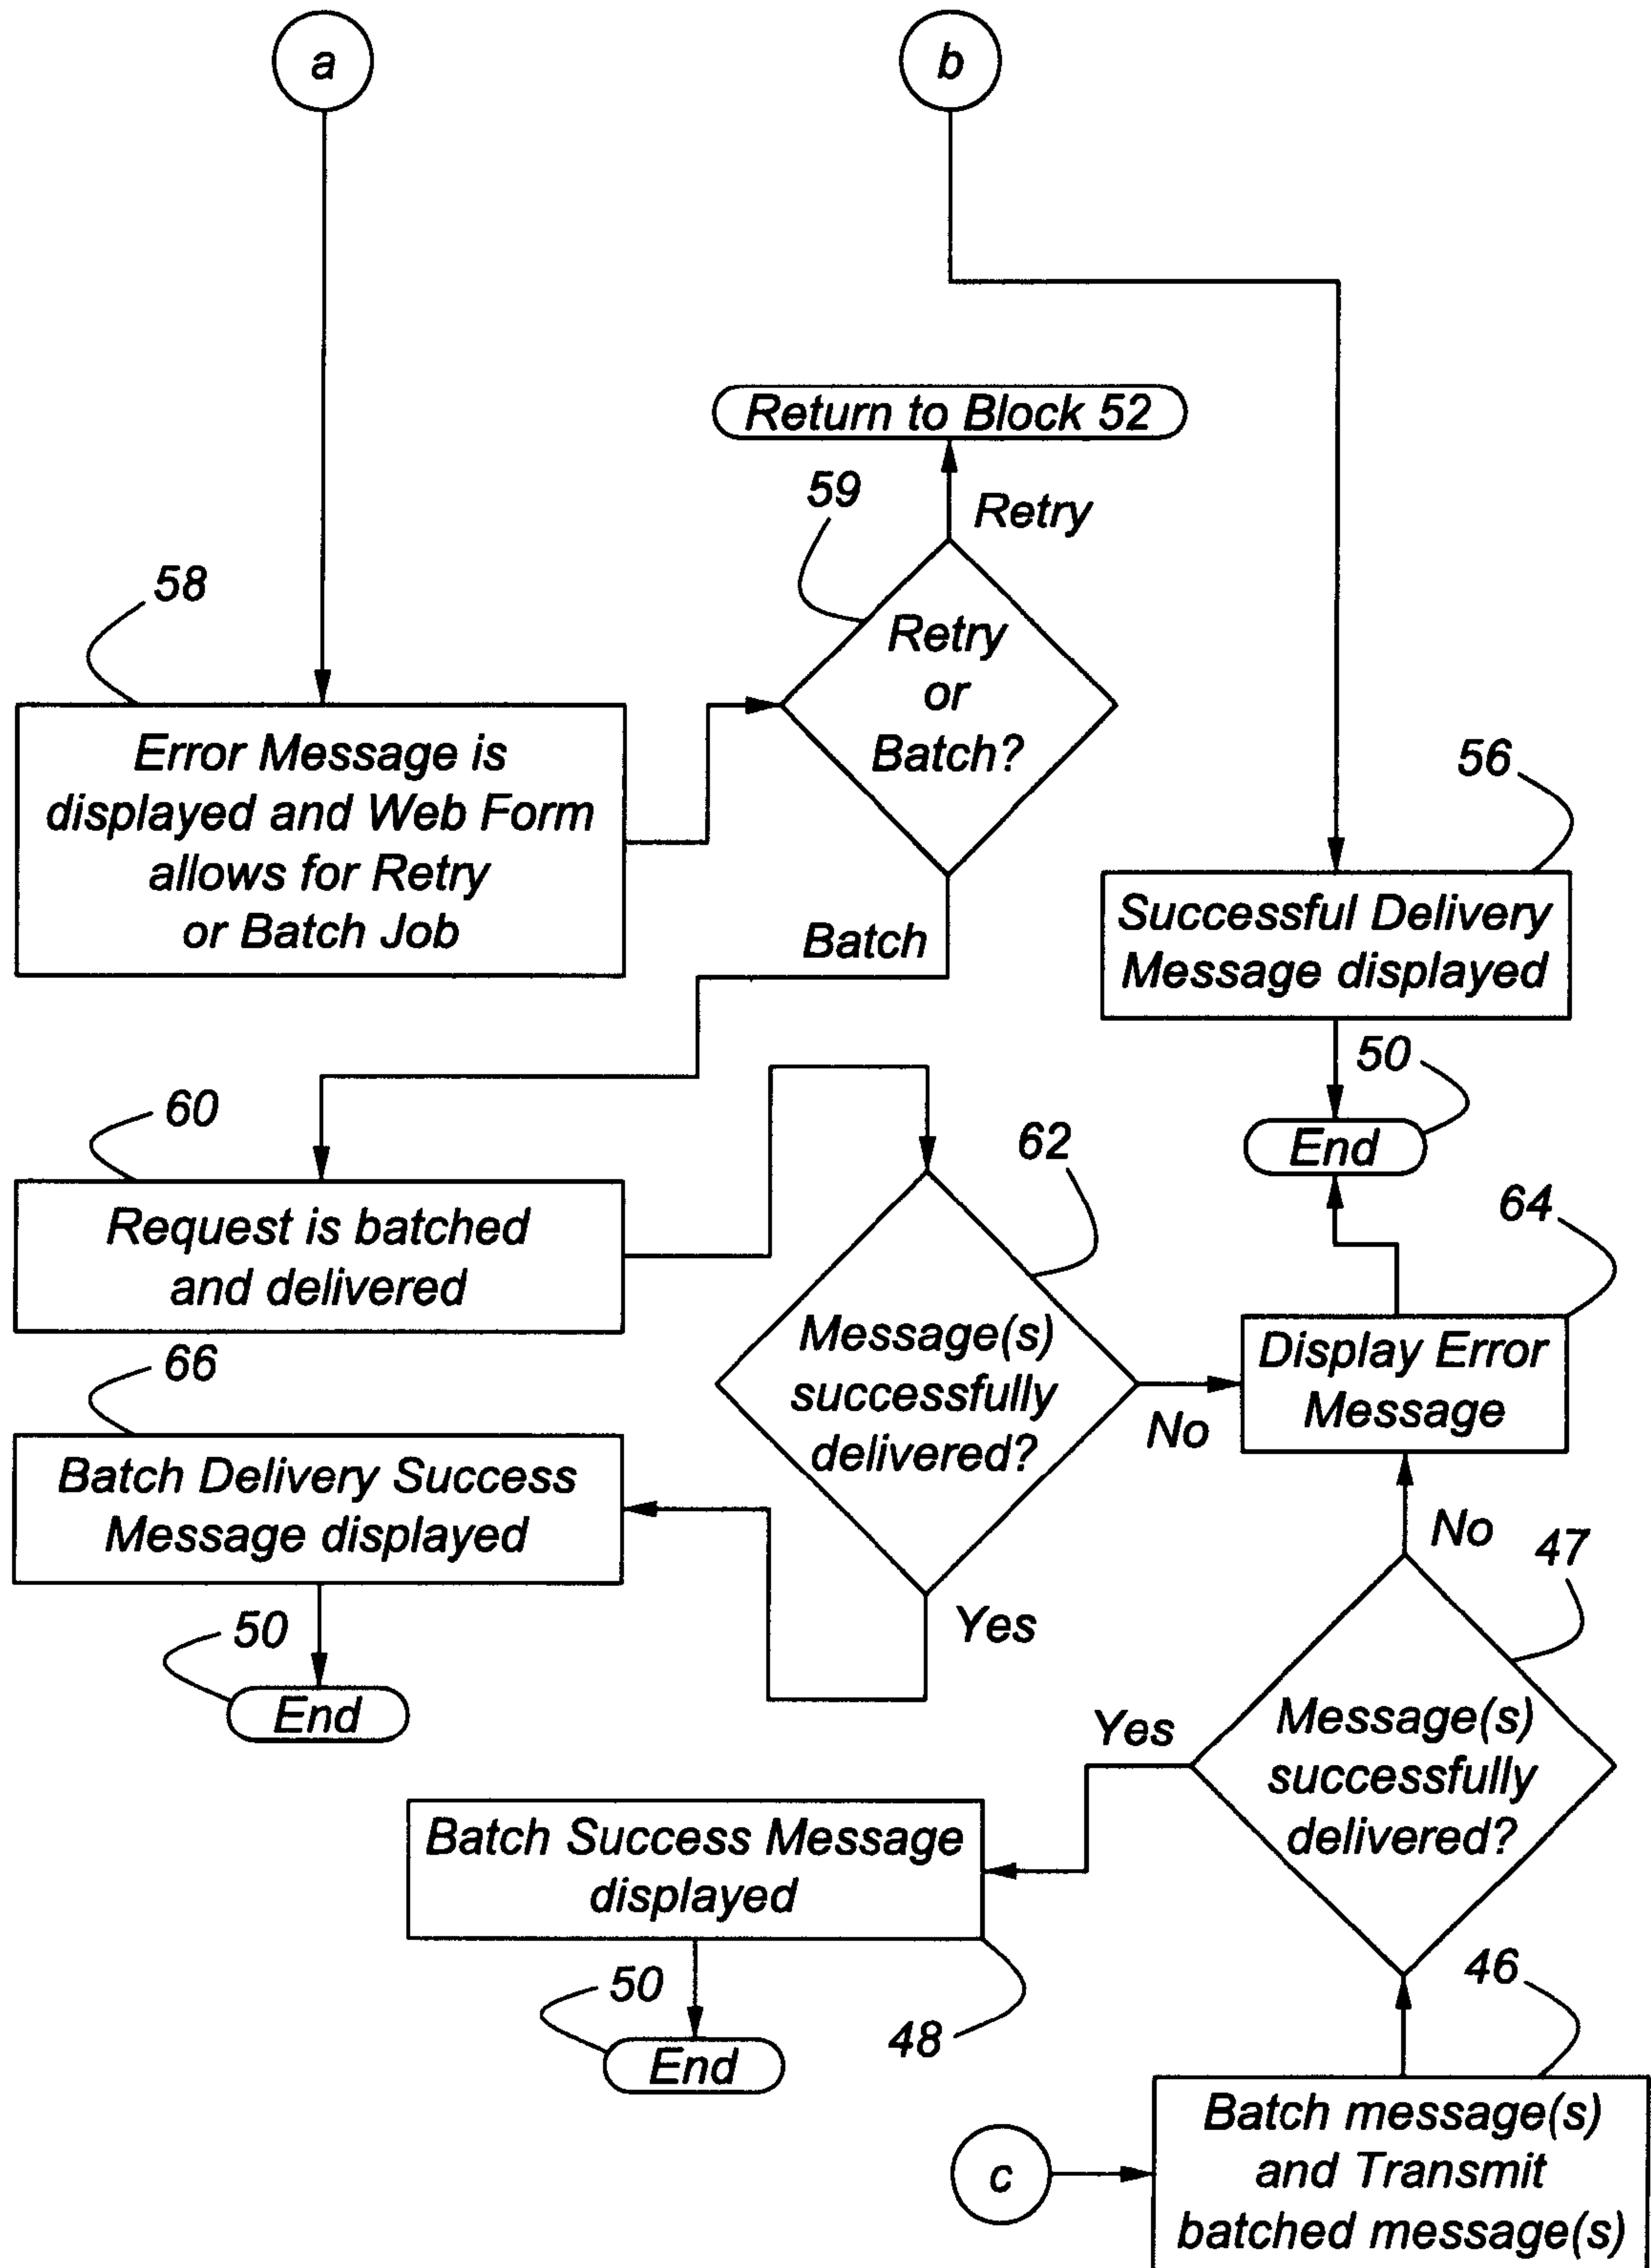 a
b
Return to Block 52
59
Retry
58
Retry
or
Batch?
Error Message is
displayed and Web Form
allows for Retry
or Batch Job
56
Successful Delivery
Message displayed
Batch
50
End
60
62
Request is batched
and delivered
64
Message(s)
successfully
delivered?
Display Error
Message
No
66
Batch Delivery Success
Message displayed
No
47
Yes
50
End
Yes
Message(s)
successfully
delivered?
Batch Success Message
displayed
46
50
48
End
c
Batch message(s)
and Transmit
batched message(s)